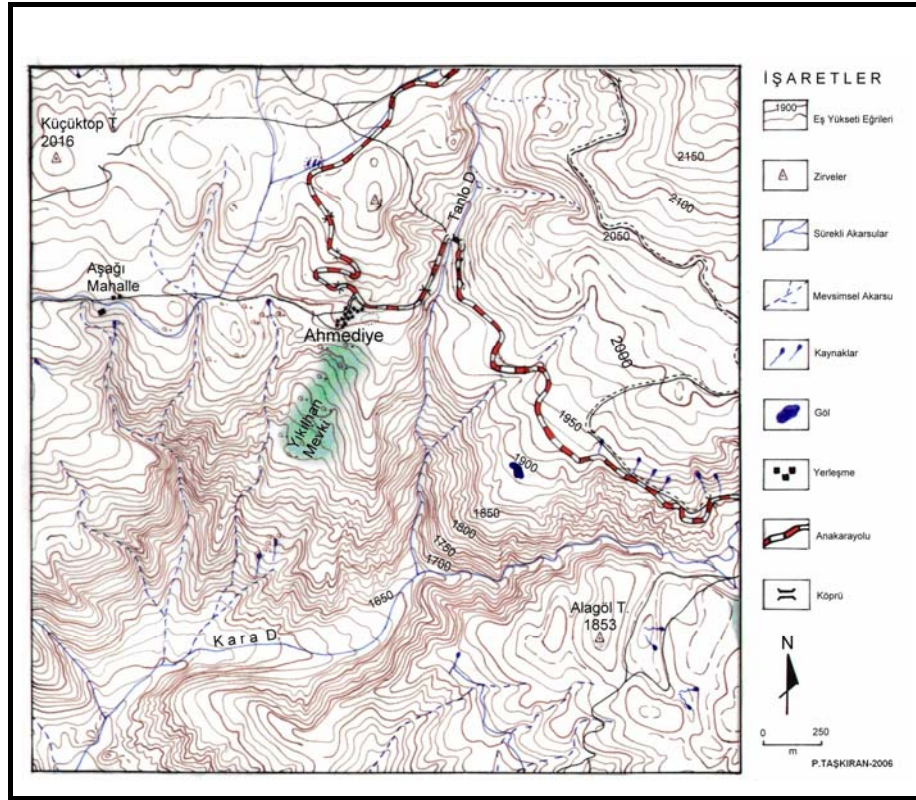 Küçüktop T.
2016
Aşağı
Mahalle
Ahmediye
Yıkılhan
Mevki
Tanlo D.
2150
2100
2050
2000
1950
1900
1850
1800
1750
1700
1650
Kara D.
Alagöl T.
1853
İŞARETLER
1900
Eş Yükselti Eğrileri
Zirveler
Sürekli Akarsular
Mevsimsel Akarsu
Kaynaklar
Göl
Yerleşme
Anakarayolu
Köprü
N
0 250
m
P.TAŞKIRAN-2006